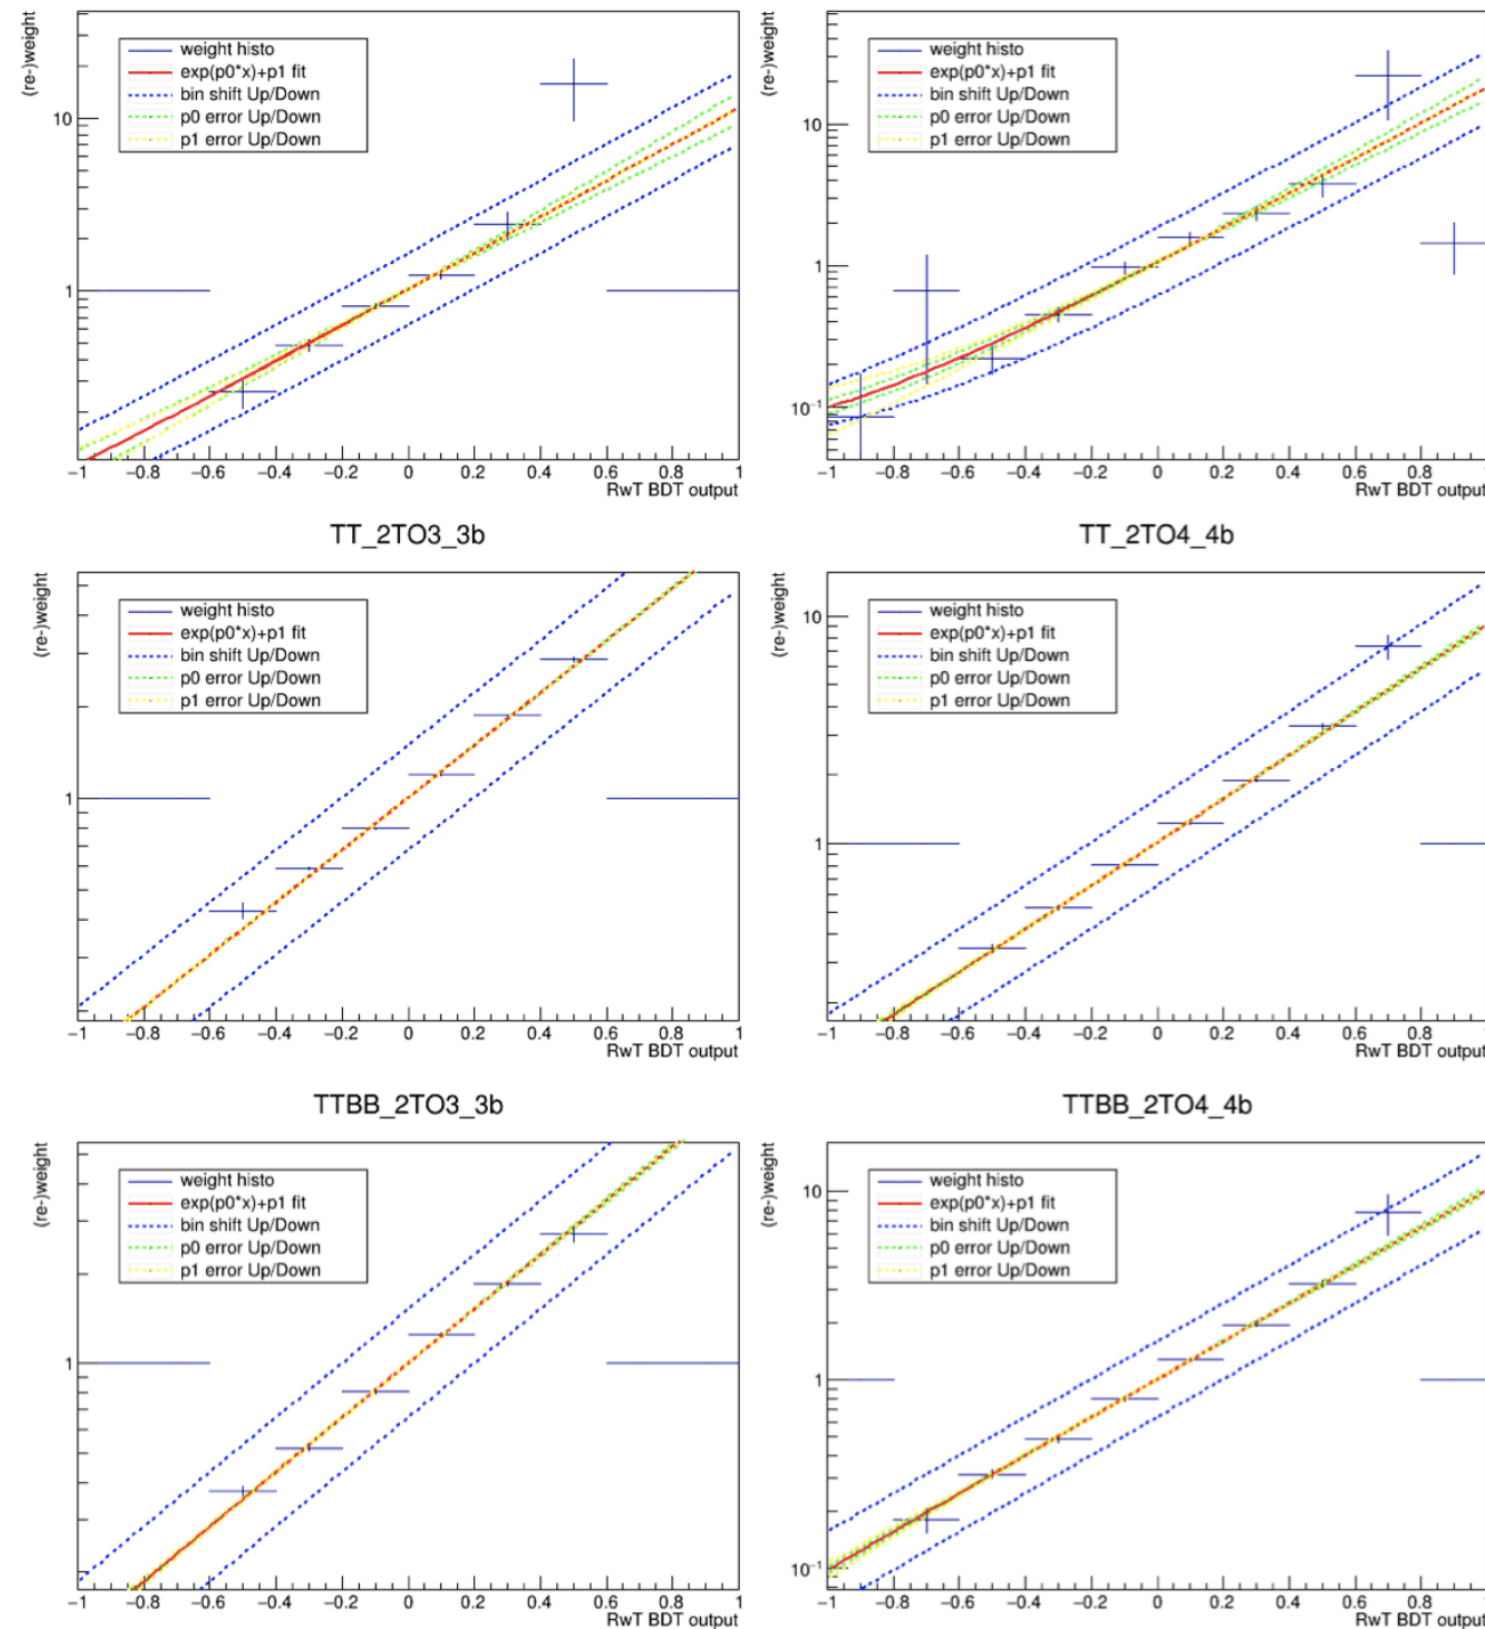 (re-)weight
weight histo
exp(p0*x)+p1 fit
bin shift Up/Down
p0 error Up/Down
p1 error Up/Down
10
1
−1 −0.8 −0.6 −0.4 −0.2 0 0.2 0.4 0.6 0.8 1
RwT BDT output
(re-)weight
weight histo
exp(p0*x)+p1 fit
bin shift Up/Down
p0 error Up/Down
p1 error Up/Down
10
1
10−1
−1 −0.8 −0.6 −0.4 −0.2 0 0.2 0.4 0.6 0.8
RwT BDT output
TT_2TO3_3b
(re-)weight
weight histo
exp(p0*x)+p1 fit
bin shift Up/Down
p0 error Up/Down
p1 error Up/Down
1
−1 −0.8 −0.6 −0.4 −0.2 0 0.2 0.4 0.6 0.8 1
RwT BDT output
TT_2TO4_4b
(re-)weight
weight histo
exp(p0*x)+p1 fit
bin shift Up/Down
p0 error Up/Down
p1 error Up/Down
10
1
−1 −0.8 −0.6 −0.4 −0.2 0 0.2 0.4 0.6 0.8
RwT BDT output
TTBB_2TO3_3b
(re-)weight
weight histo
exp(p0*x)+p1 fit
bin shift Up/Down
p0 error Up/Down
p1 error Up/Down
1
−1 −0.8 −0.6 −0.4 −0.2 0 0.2 0.4 0.6 0.8 1
RwT BDT output
TTBB_2TO4_4b
(re-)weight
weight histo
exp(p0*x)+p1 fit
bin shift Up/Down
p0 error Up/Down
p1 error Up/Down
10
1
10−1
−1 −0.8 −0.6 −0.4 −0.2 0 0.2 0.4 0.6 0.8
RwT BDT output